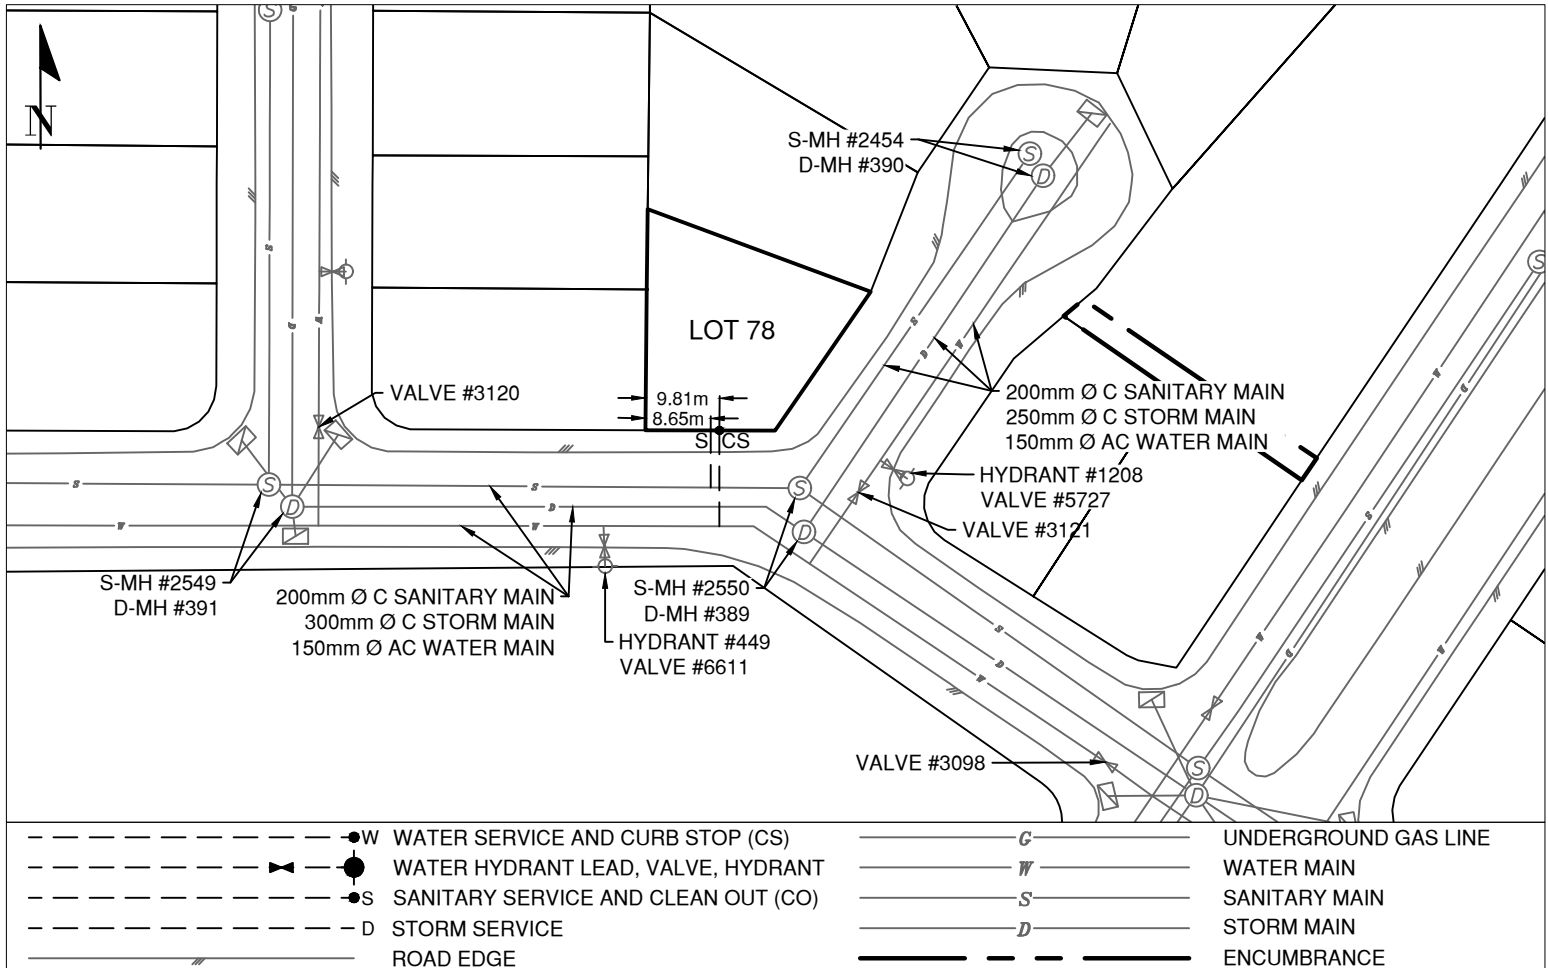 N
S-MH #2454
D-MH #390
LOT 78
VALVE #3120
9.81m
8.65m
S
CS
200mm Ø C SANITARY MAIN
250mm Ø C STORM MAIN
150mm Ø AC WATER MAIN
HYDRANT #1208
VALVE #5727
VALVE #3121
S-MH #2549
D-MH #391
200mm Ø C SANITARY MAIN
300mm Ø C STORM MAIN
150mm Ø AC WATER MAIN
S-MH #2550
D-MH #389
HYDRANT #449
VALVE #6611
VALVE #3098
W WATER SERVICE AND CURB STOP (CS)
WATER HYDRANT LEAD, VALVE, HYDRANT
S SANITARY SERVICE AND CLEAN OUT (CO)
D STORM SERVICE
ROAD EDGE
G UNDERGROUND GAS LINE
W WATER MAIN
S SANITARY MAIN
D STORM MAIN
ENCUMBRANCE